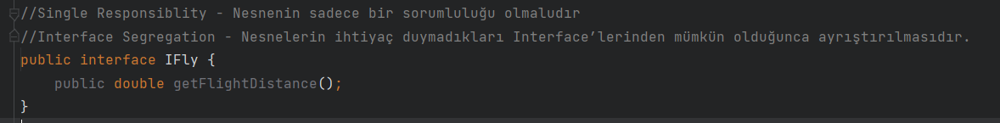 //Single Responsiblity - Nesnenin sadece bir sorumluluğu olmaludır
//Interface Segregation - Nesnelerin ihtiyaç duymadıkları Interface’lerinden mümkün olduğunca ayrıştırılmasıdır.
public interface IFly {
    public double getFlightDistance();
}